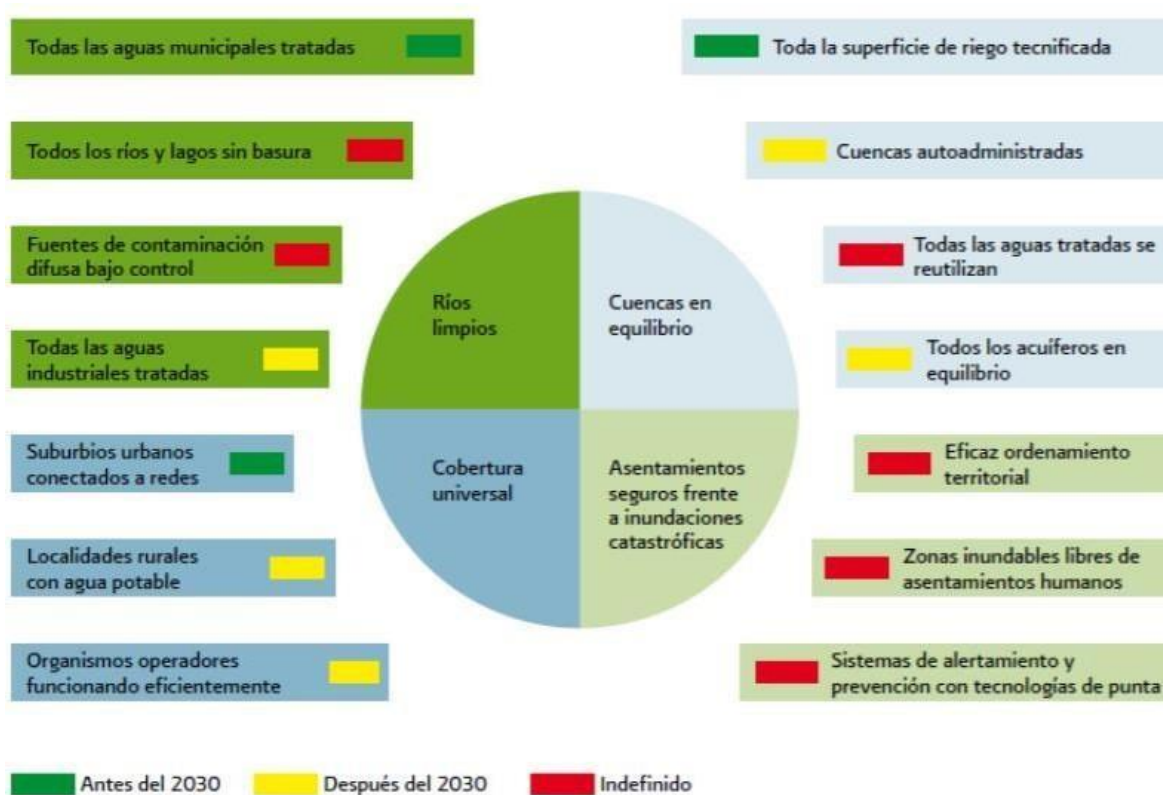 Todas las aguas municipales tratadas
Toda la superficie de riego tecnificada
Todos los ríos y lagos sin basura
Cuencas autoadministradas
Fuentes de contaminación
difusa bajo control
Todas las aguas tratadas se
reutilizan
Ríos
limpios
Cuencas en
equilibrio
Todas las aguas
industriales tratadas
Todos los acuíferos en
equilibrio
Suburbios urbanos
conectados a redes
Cobertura
universal
Asentamientos
seguros frente
a inundaciones
catastróficas
Eficaz ordenamiento
territorial
Localidades rurales
con agua potable
Zonas inundables libres de
asentamientos humanos
Organismos operadores
funcionando eficientemente
Sistemas de alertamiento y
prevención con tecnologías de punta
Antes del 2030
Después del 2030
Indefinido